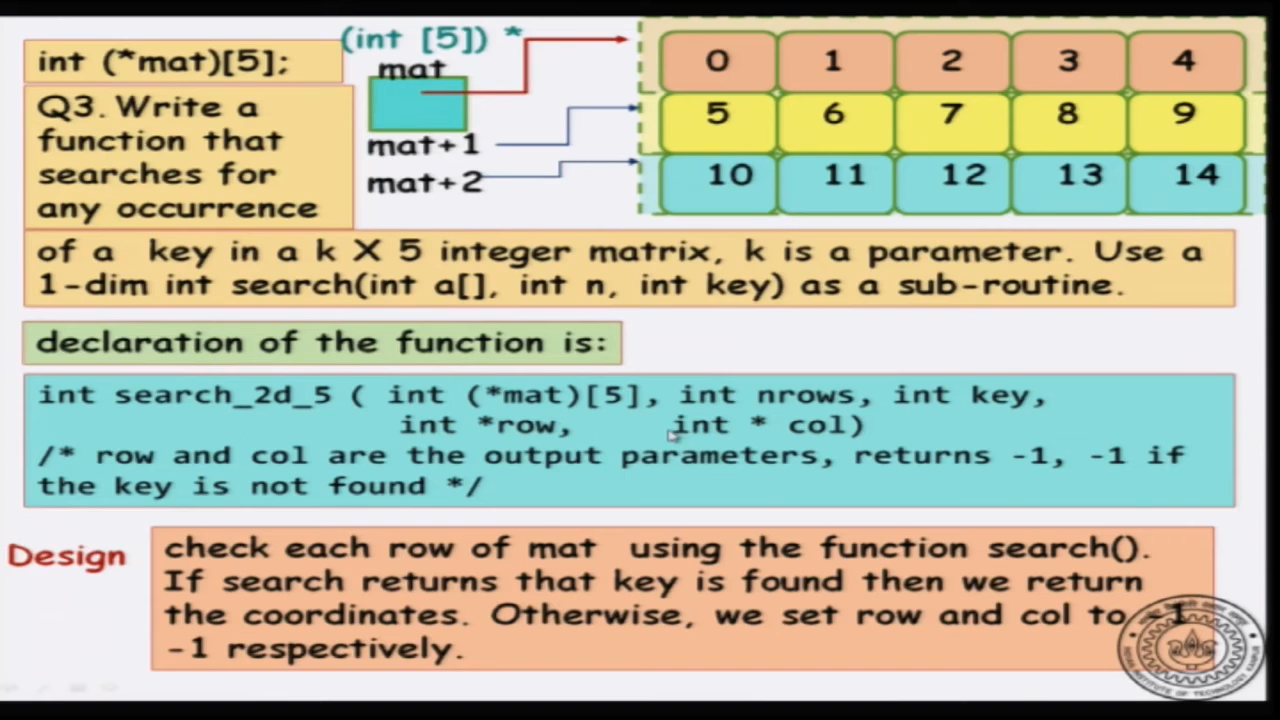 int (*mat)[5];
(int [5]) *
mat
mat+1
mat+2
0 1 2 3 4
5 6 7 8 9
10 11 12 13 14
Q3. Write a
function that
searches for
any occurrence
of a key in a k X 5 integer matrix, k is a parameter. Use a
1-dim int search(int a[], int n, int key) as a sub-routine.
declaration of the function is:
int search_2d_5 ( int (*mat)[5], int nrows, int key,
int *row, int * col)
/* row and col are the output parameters, returns -1, -1 if
the key is not found */
Design
check each row of mat using the function search().
If search returns that key is found then we return
the coordinates. Otherwise, we set row and col to -1
-1 respectively.